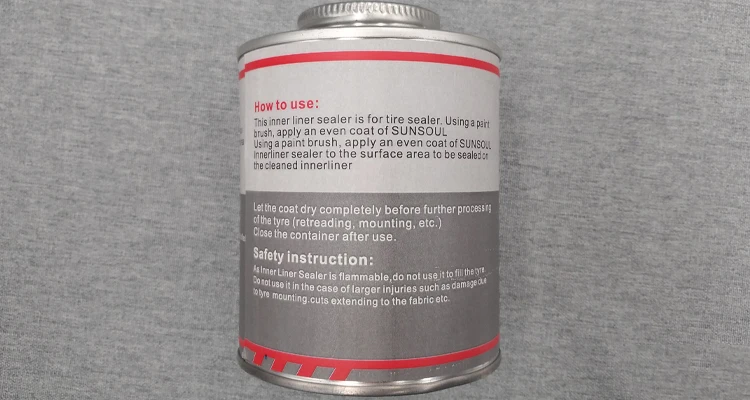 How to use:
This inner liner sealer is for tire sealer. Using a paint
brush, apply an even coat of SUNSOUL
Using a paint brush, apply an even coat of SUNSOUL
innerliner sealer to the surface area to be sealed on
the cleaned innerliner
Let the coat dry completely before further processing
of the tyre (retreading, mounting, etc.)
Close the container after use.
Safety instruction:
As Inner Liner Sealer is flammable,do not use it to fill the tyre.
Do not use it in the case of larger injuries such as damage due
to tyre mounting.cuts extending to the fabric etc.